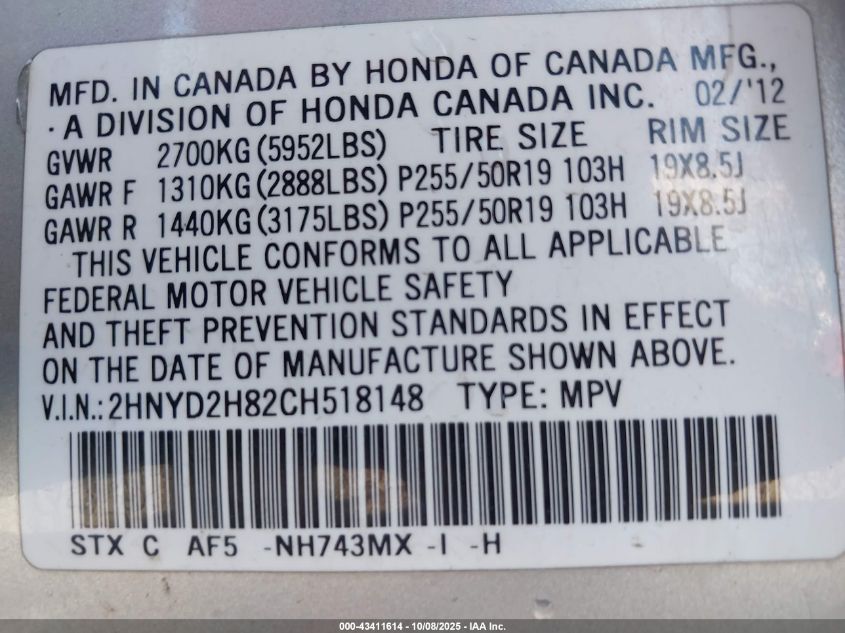 MFD. IN CANADA BY HONDA OF CANADA MFG.,
· A DIVISION OF HONDA CANADA INC. 02/'12
GVWR 2700KG (5952LBS) TIRE SIZE RIM SIZE
GAWR F 1310KG (2888LBS) P255/50R19 103H 19X8.5J
GAWR R 1440KG (3175LBS) P255/50R19 103H 19X8.5J
THIS VEHICLE CONFORMS TO ALL APPLICABLE
FEDERAL MOTOR VEHICLE SAFETY
AND THEFT PREVENTION STANDARDS IN EFFECT
ON THE DATE OF MANUFACTURE SHOWN ABOVE.
V.I.N.: 2HNYD2H82CH518148 TYPE: MPV
STX C AF5 -NH743MX -I -H
000-43411614 - 10/08/2025 - IAA Inc.